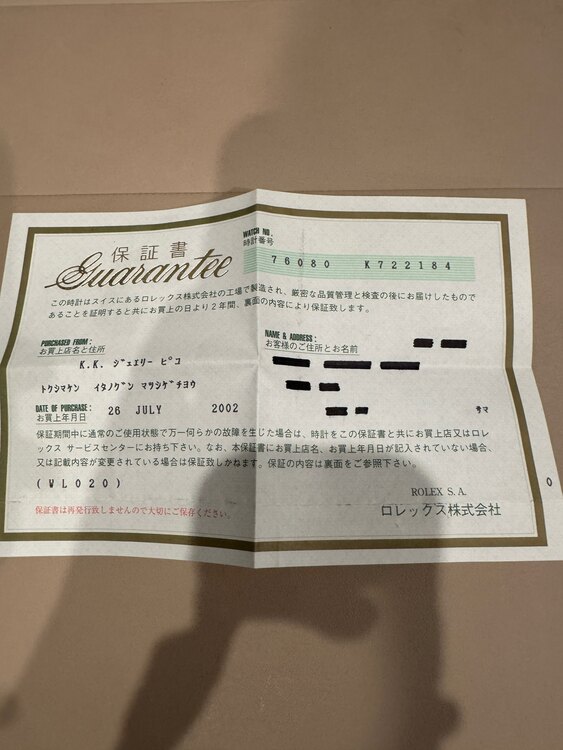 保証書
Guarantee
WATCH NO.
時計番号
76080 K722184
この時計はスイスにあるロレックス株式会社の工場で製造され、厳密な品質管理と検査の後にお届けしたもので
あることを証明すると共にお買上の日より2年間、裏面の内容により保証致します。
PURCHASED FROM:
お買上店名と住所
K.K. ジュエリー ピコ
トクシマケン イタノグン マツシゲチヨウ
NAME & ADDRESS:
お客様のご住所とお名前
サマ
DATE OF PURCHASE:
お買上年月日
26 JULY 2002
保証期間中に通常のご使用状態で万一何らかの故障を生じた場合は、時計をこの保証書と共にお買上店又はロレ
ックス サービスセンターにお持ち下さい。なお、本保証書にお買上店名、お買上年月日が記入されていない場合、
又は記載内容が変更されている場合は保証致しかねます。保証の内容は裏面をご参照下さい。
(WL020)
保証書は再発行致しませんので大切にご保存ください。
ROLEX S.A.
ロレックス株式会社
0